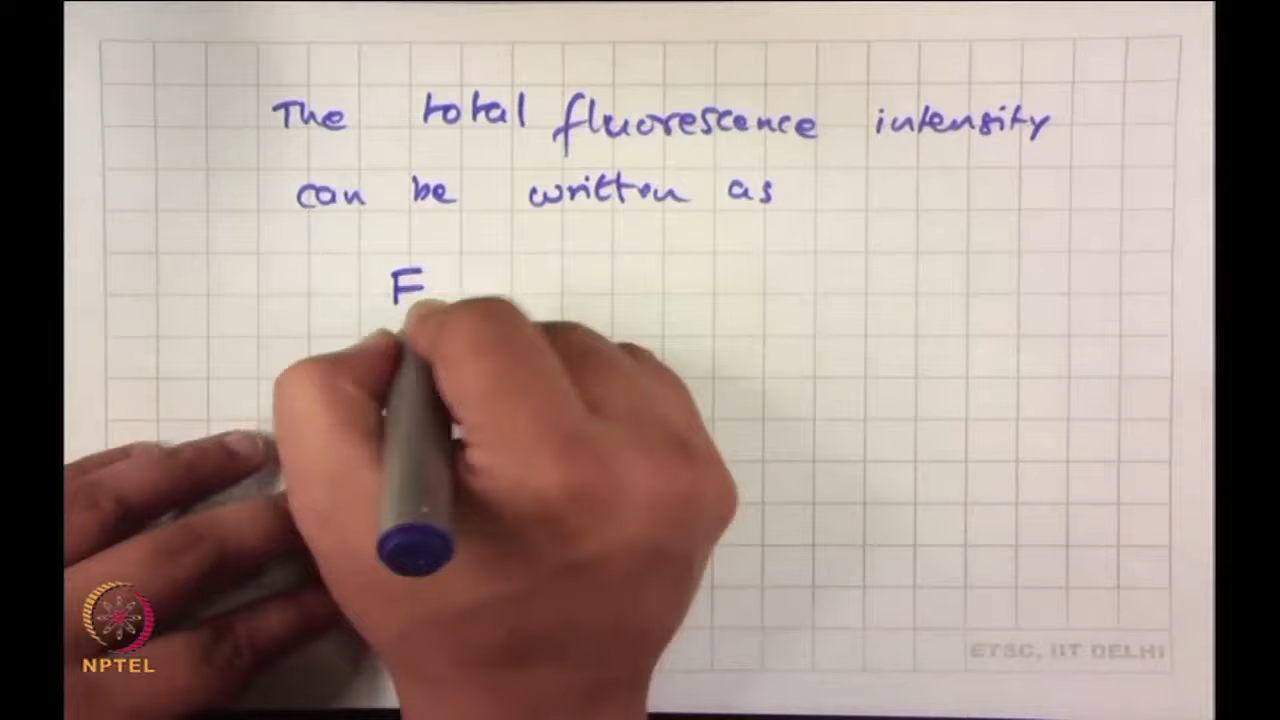 The total fluorescence intensity
can be written as
F
NPTEL
ETSC, IIT DELHI